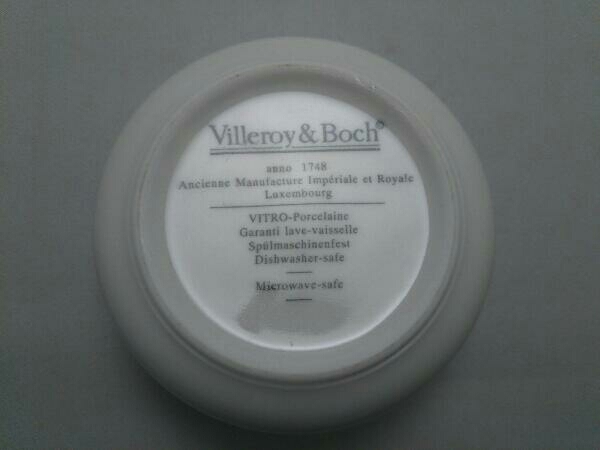 Villeroy & Boch®
anno 1748
Ancienne Manufacture Impériale et Royale
Luxembourg
VITRO-Porcelaine
Garanti lave-vaisselle
Spülmaschinenfest
Dishwasher-safe
Microwave-safe